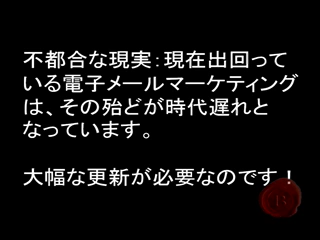 不都合な現実：現在出回って
いる電子メールマーケティング
は、その殆どが時代遅れと
なっています。
大幅な更新が必要なのです！
B